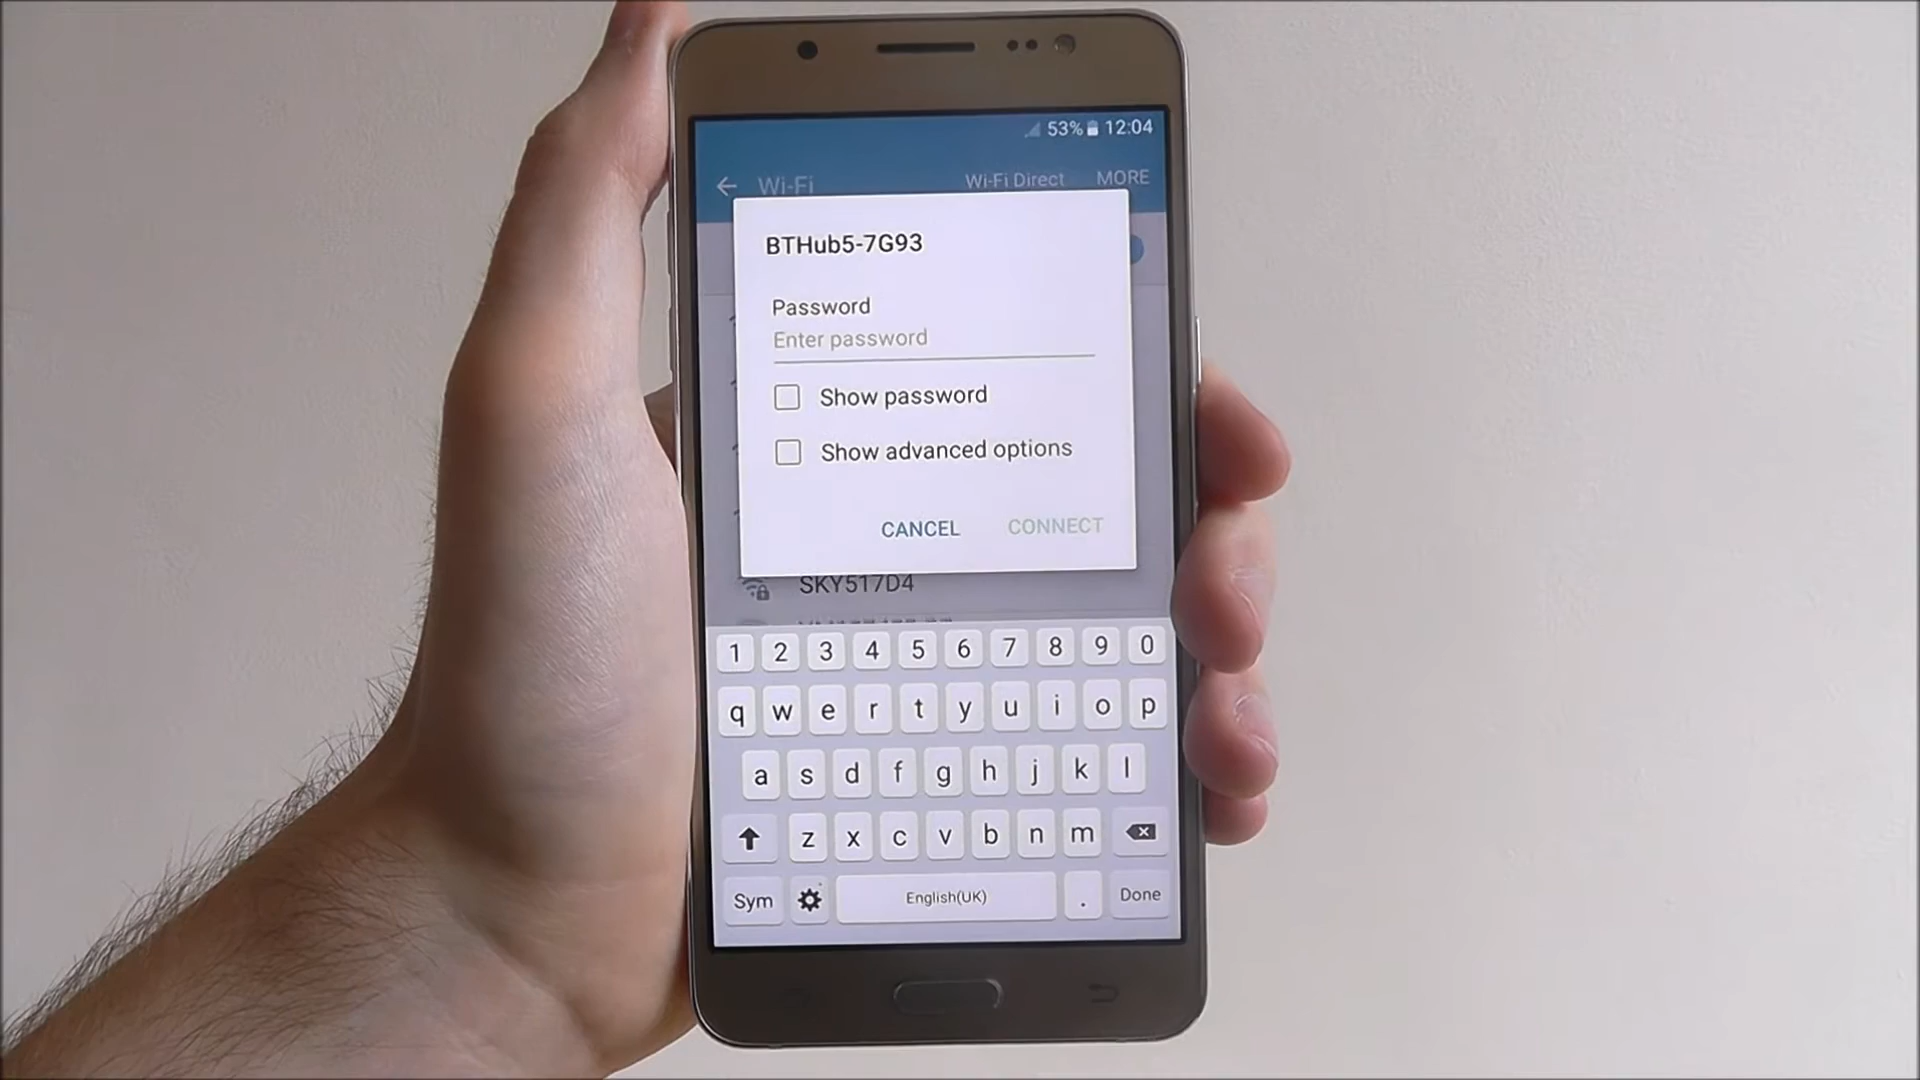 53% 12:04
Wi-Fi Wi-Fi Direct MORE
BTHub5-7G93
Password
Enter password
Show password
Show advanced options
CANCEL CONNECT
SKY517D4
1 2 3 4 5 6 7 8 9 0
q w e r t y u i o p
a s d f g h j k l
z x c v b n m
Sym English(UK) . Done